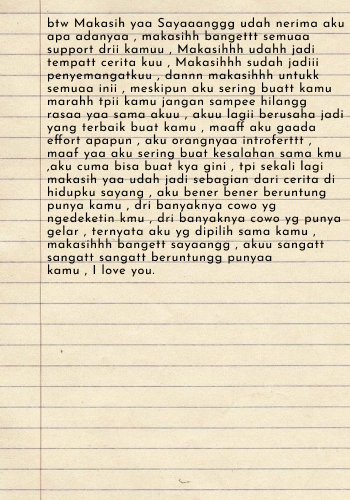 btw Makasih yaa Sayaaanggg udah nerima aku
apa adanyaa , makasihh bangettt semuaa
support drii kamuu , Makasihhh udahh jadi
tempatt cerita kuu , Makasihhh sudah jadiii
penyemangatkuu , dannn makasihhh untukk
semuaa inii , meskipun aku sering buatt kamu
marahh tpii kamu jangan sampee hilangg
rasaa yaa sama akuu , akuu lagii berusaha jadi
yang terbaik buat kamu , maaff aku gaada
effort apapun , aku orangnyaa introferttt ,
maaf yaa aku sering buat kesalahan sama kmu
,aku cuma bisa buat kya gini , tpi sekali lagi
makasih yaa udah jadi sebagian dari cerita di
hidupku sayang , aku bener bener beruntung
punya kamu , dri banyaknya cowo yg
ngedeketin kmu , dri banyaknya cowo yg punya
gelar , ternyata aku yg dipilih sama kamu ,
makasihhh bangett sayaangg , akuu sangatt
sangatt sangatt beruntungg punyaa
kamu , I love you.